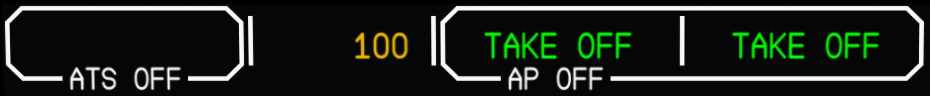 100 TAKE OFF TAKE OFF
ATS OFF AP OFF